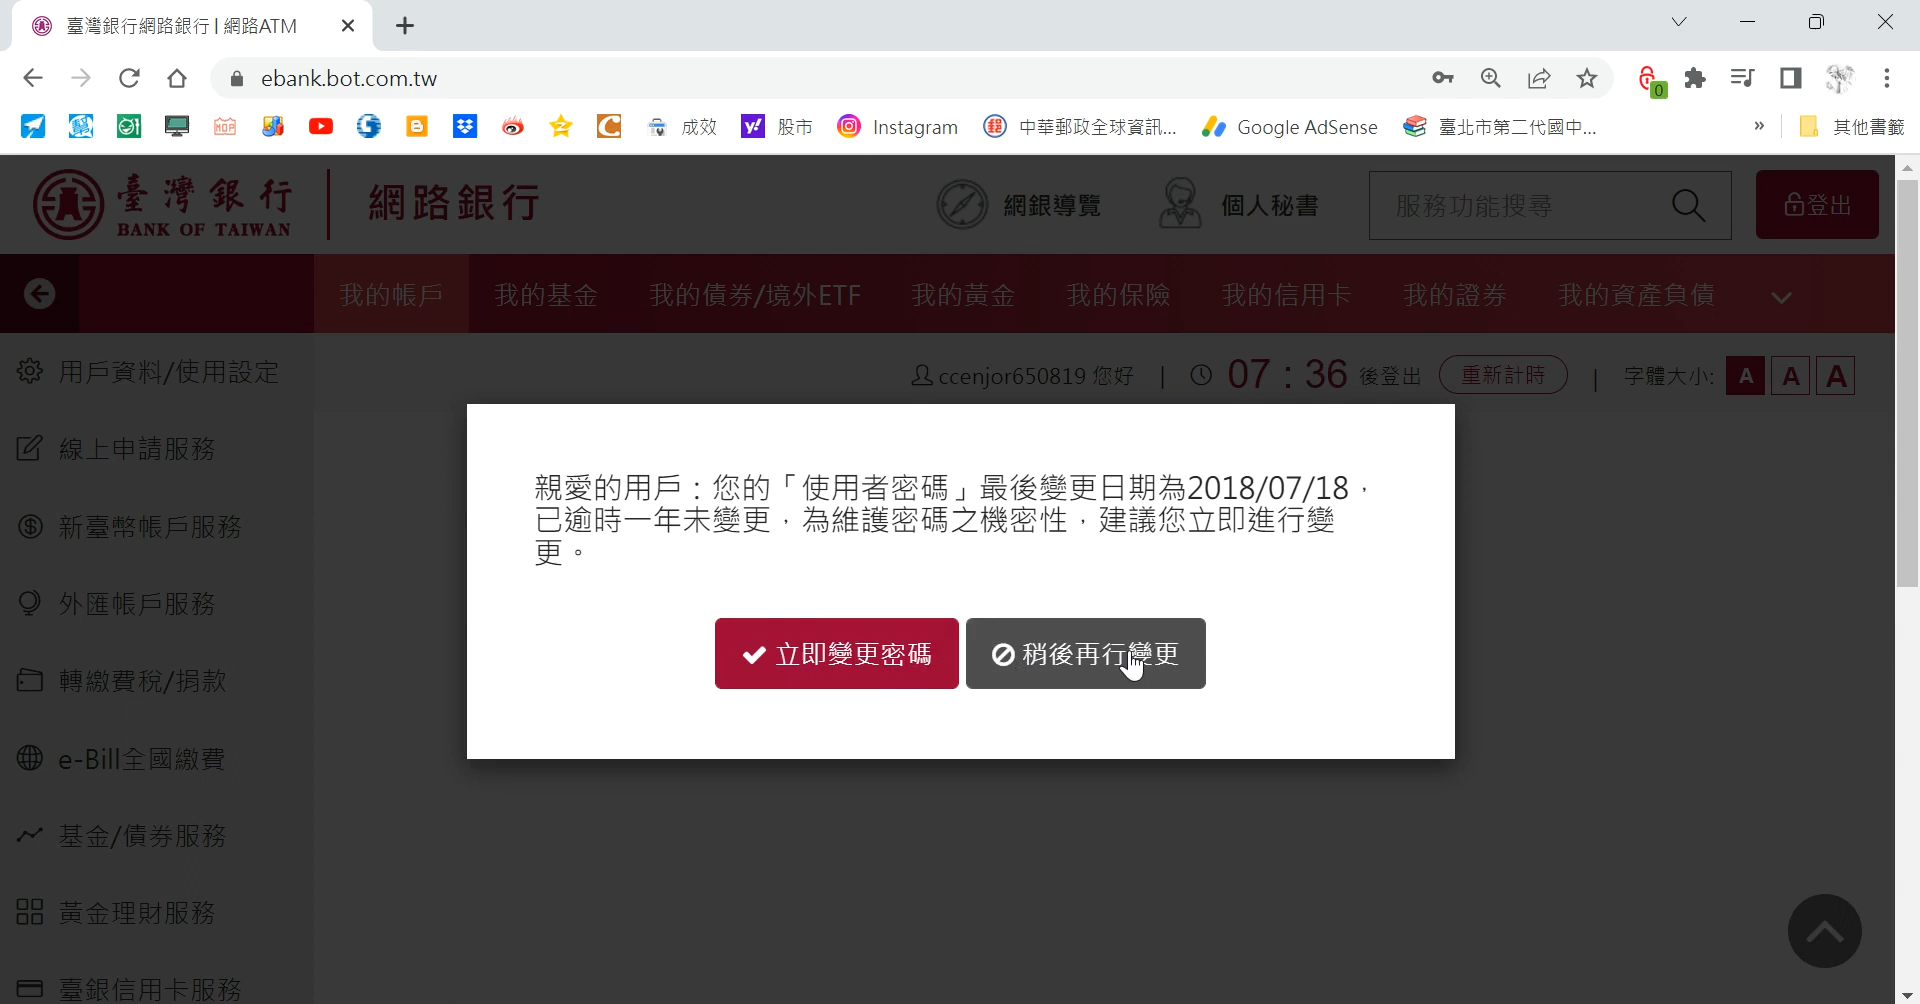 臺灣銀行網路銀行 | 網路ATM
ebank.bot.com.tw
0
成效
股市
Instagram
中華郵政全球資訊...
Google AdSense
臺北市第二代國中...
»
其他書籤
臺灣銀行
BANK OF TAIWAN
網路銀行
網銀導覽
個人秘書
服務功能搜尋
登出
我的帳戶
我的基金
我的債券/境外ETF
我的黃金
我的保險
我的信用卡
我的證券
我的資產負債
用戶資料/使用設定
ccenjor650819 您好
07 : 36 後登出
重新計時
字體大小:
A
A
A
線上申請服務
新臺幣帳戶服務
外匯帳戶服務
轉繳費稅/捐款
e-Bill全國繳費
基金/債券服務
黃金理財服務
臺銀信用卡服務
親愛的用戶：您的「使用者密碼」最後變更日期為2018/07/18，
已逾時一年未變更，為維護密碼之機密性，建議您立即進行變
更。
立即變更密碼
稍後再行變更